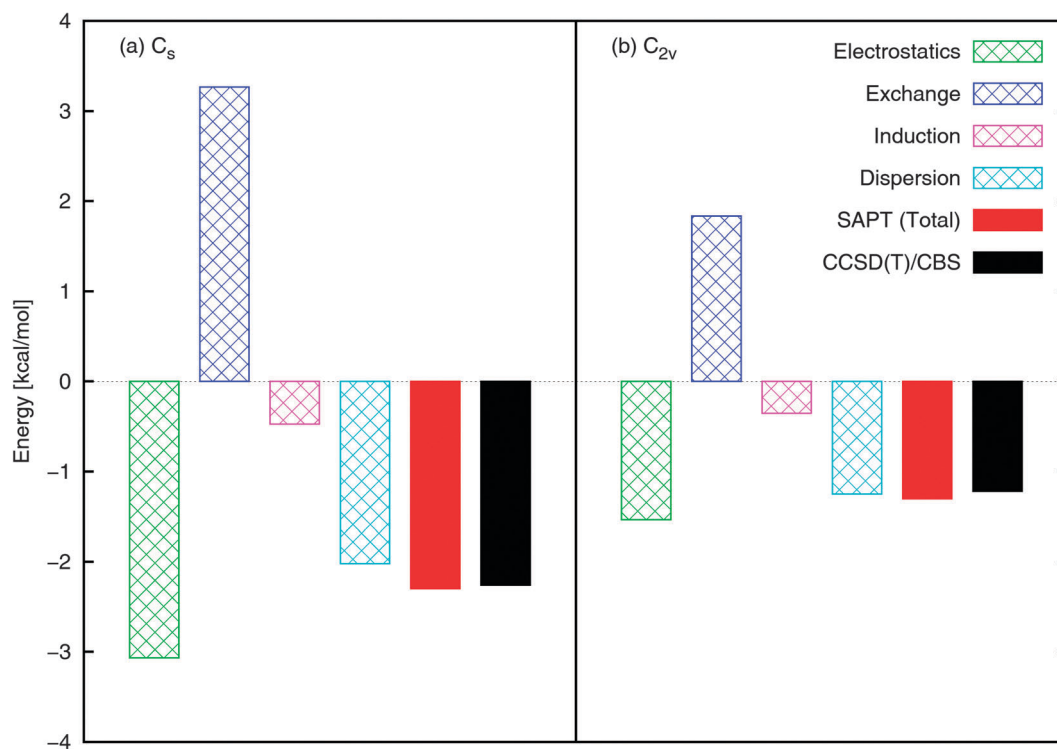 (a) Cₛ
(b) C₂ᵥ
Electrostatics
Exchange
Induction
Dispersion
SAPT (Total)
CCSD(T)/CBS
Energy [kcal/mol]
4
3
2
1
0
−1
−2
−3
−4